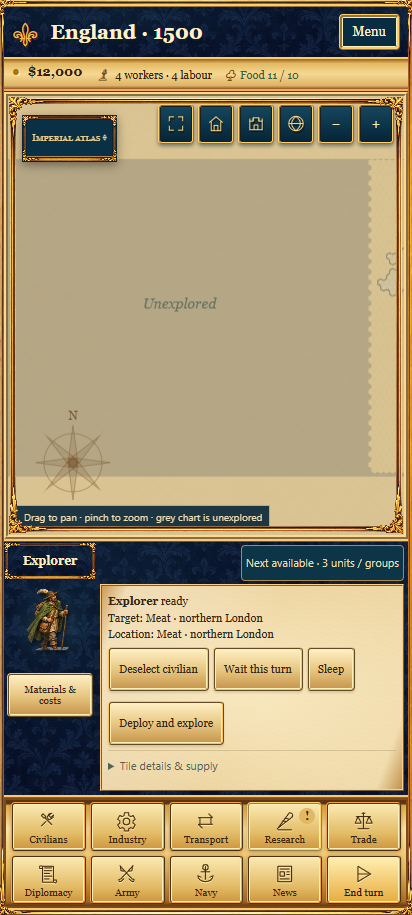 England · 1500
Menu
$12,000
4 workers · 4 labour
Food 11 / 10
Imperial atlas
Unexplored
N
Drag to pan · pinch to zoom · grey chart is unexplored
Explorer
Next available · 3 units / groups
Explorer ready
Target: Meat · northern London
Location: Meat · northern London
Deselect civilian
Wait this turn
Sleep
Materials &
costs
Deploy and explore
Tile details & supply
Civilians
Industry
Transport
!
Research
Trade
Diplomacy
Army
Navy
News
End turn